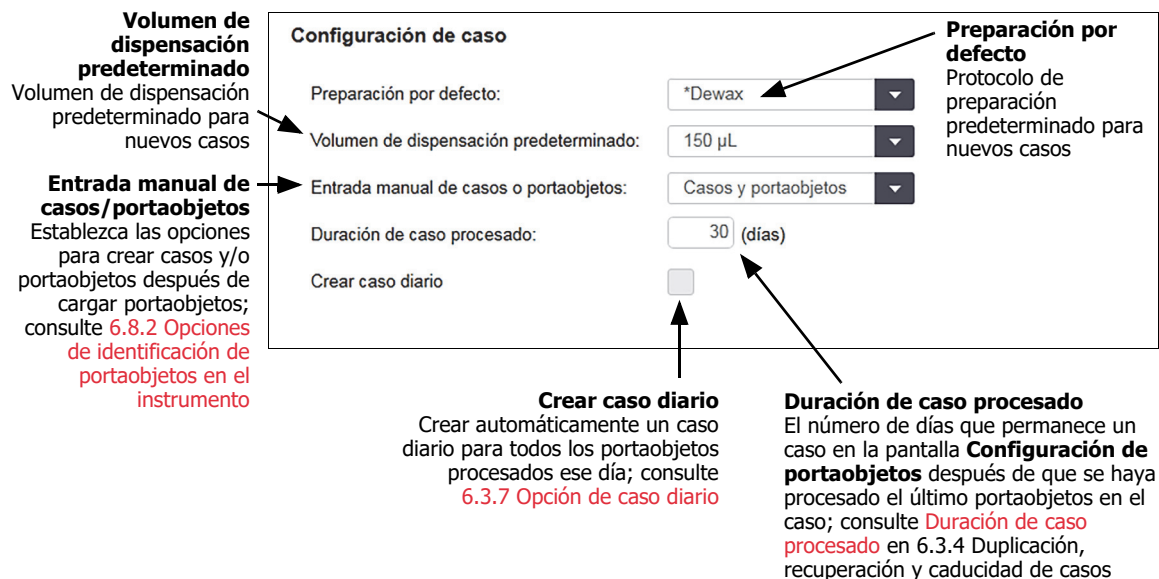 Volumen de
dispensación
predeterminado
Volumen de dispensación
predeterminado para
nuevos casos
Entrada manual de
casos/portaobjetos
Establezca las opciones
para crear casos y/o
portaobjetos después de
cargar portaobjetos;
consulte 6.8.2 Opciones
de identificación de
portaobjetos en el
instrumento
Configuración de caso
Preparación por defecto:
*Dewax
Volumen de dispensación predeterminado:
150 µL
Entrada manual de casos o portaobjetos:
Casos y portaobjetos
Duración de caso procesado:
30 (días)
Crear caso diario
Preparación por
defecto
Protocolo de
preparación
predeterminado para
nuevos casos
Crear caso diario
Crear automáticamente un caso
diario para todos los portaobjetos
procesados ese día; consulte
6.3.7 Opción de caso diario
Duración de caso procesado
El número de días que permanece un
caso en la pantalla Configuración de
portaobjetos después de que se haya
procesado el último portaobjetos en el
caso; consulte Duración de caso
procesado en 6.3.4 Duplicación,
recuperación y caducidad de casos